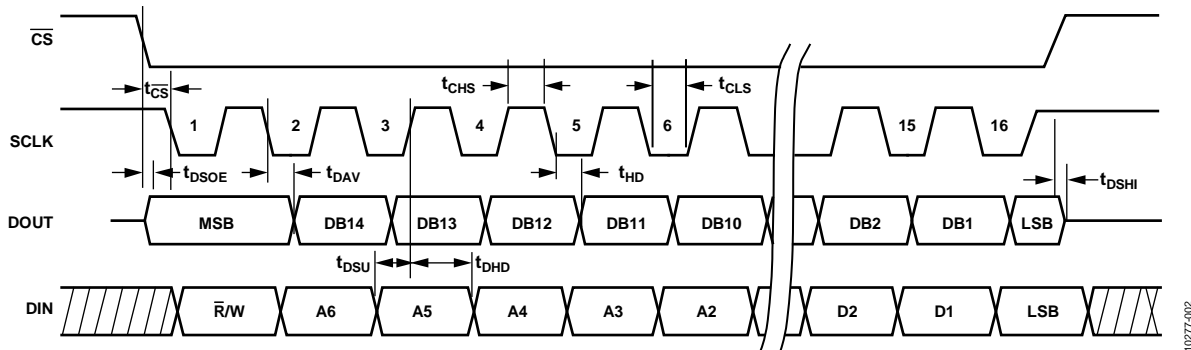 CS
tCS
tCHS
tCLS
SCLK
1
2
3
4
5
6
15
16
tDSOE
tDAV
tHD
tDSHI
DOUT
MSB
DB14
DB13
DB12
DB11
DB10
DB2
DB1
LSB
tDSU
tDHD
DIN
R/W
A6
A5
A4
A3
A2
D2
D1
LSB
10277-002